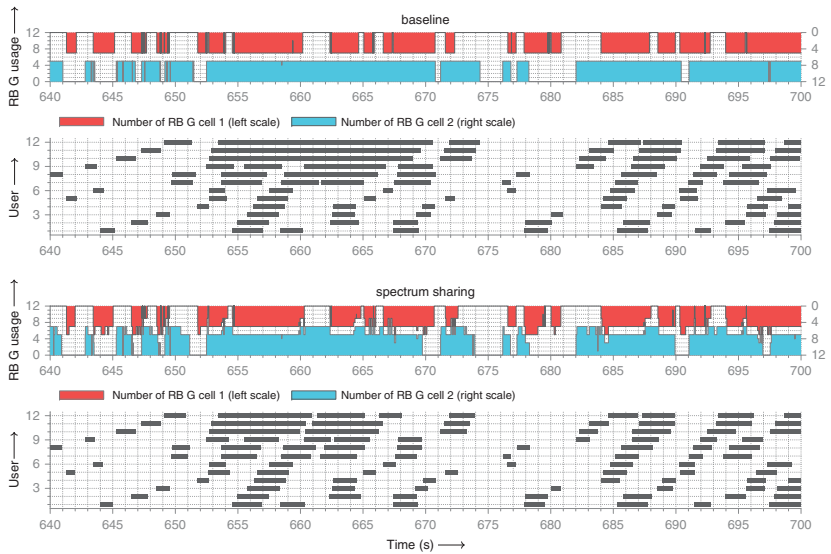 baseline
RB G usage
12 8 4 0
0 4 8 12
640 645 650 655 660 665 670 675 680 685 690 695 700
Number of RB G cell 1 (left scale) Number of RB G cell 2 (right scale)
User
12 9 6 3
640 645 650 655 660 665 670 675 680 685 690 695 700
spectrum sharing
RB G usage
12 8 4 0
0 4 8 12
640 645 650 655 660 665 670 675 680 685 690 695 700
Number of RB G cell 1 (left scale) Number of RB G cell 2 (right scale)
User
12 9 6 3
640 645 650 655 660 665 670 675 680 685 690 695 700
Time (s)